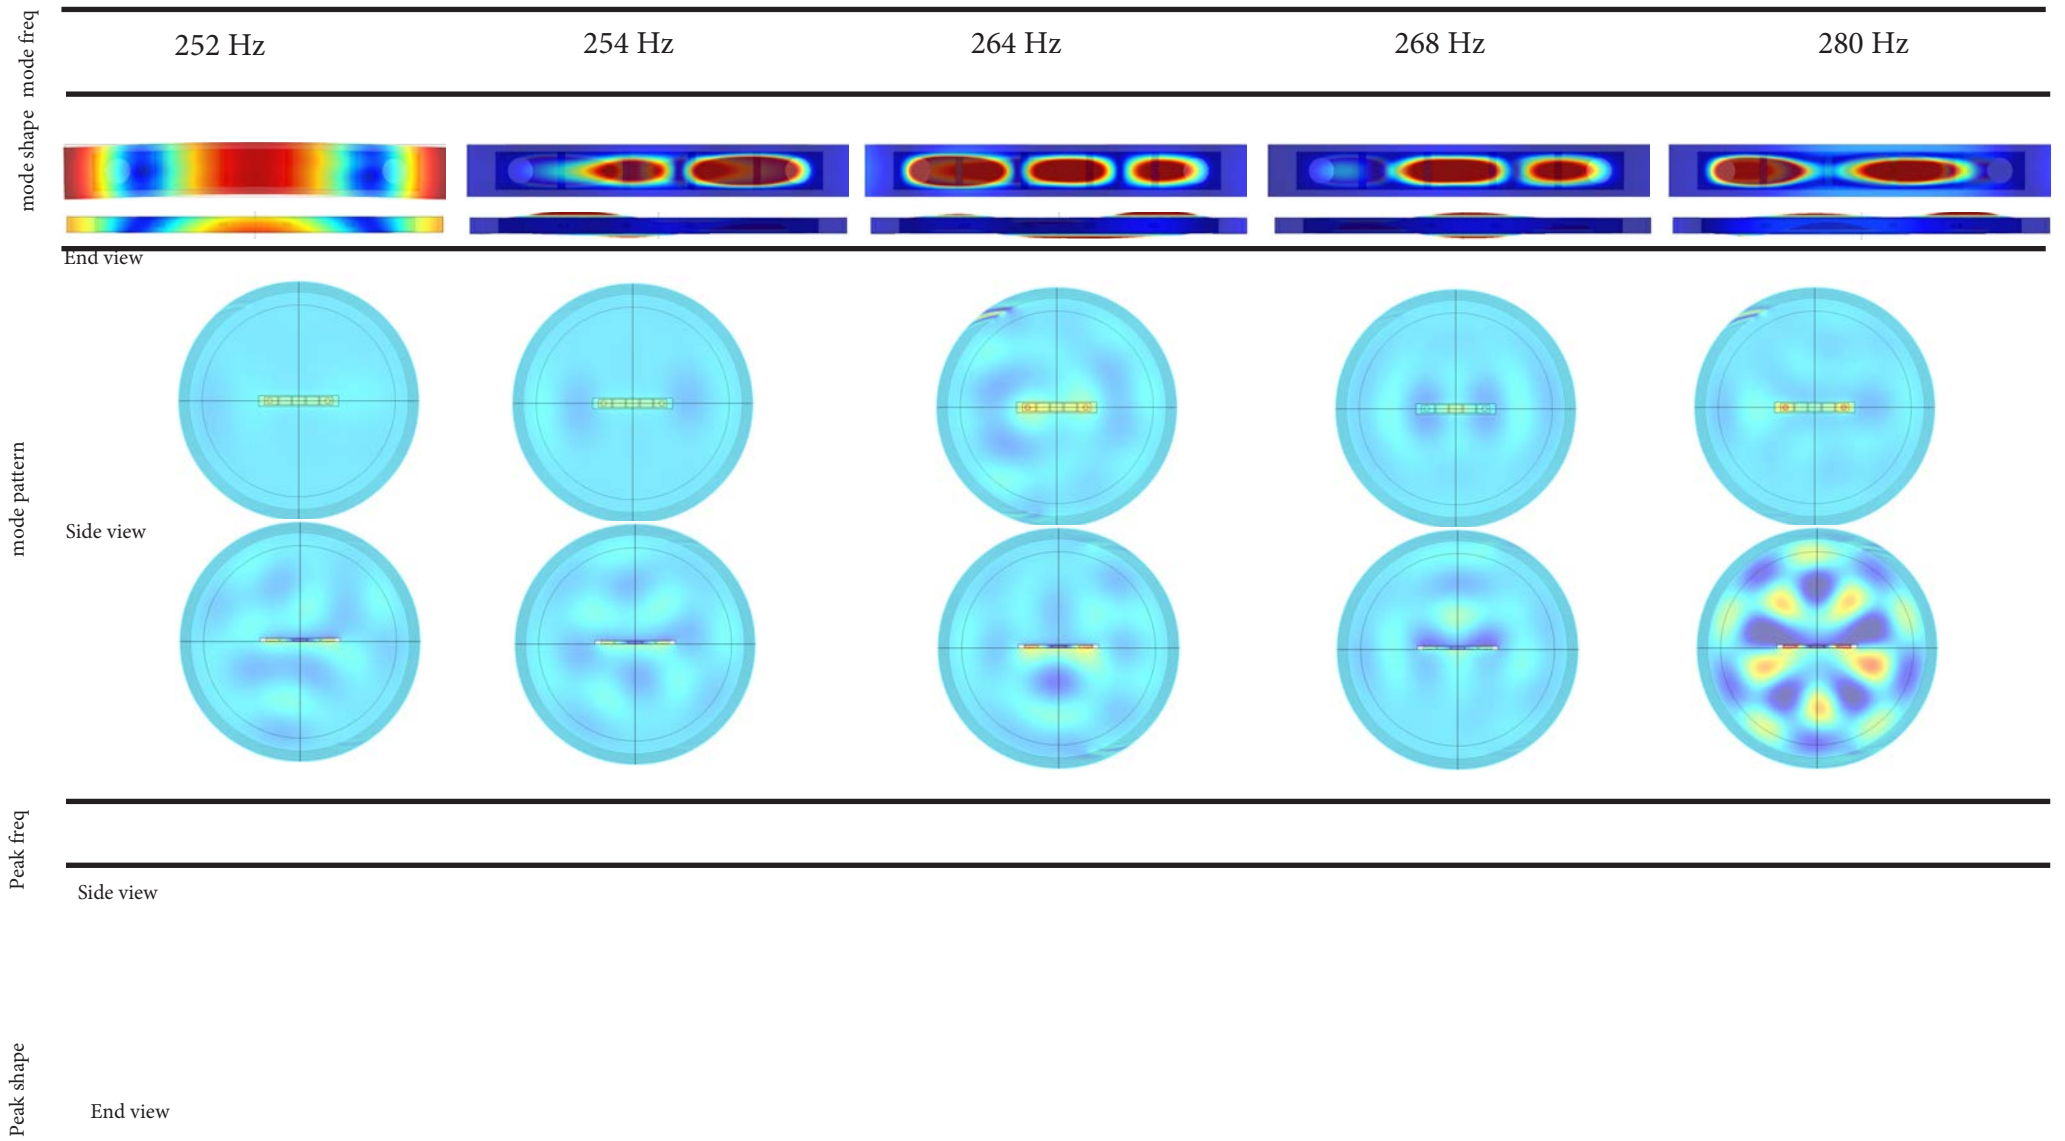 mode freq
252 Hz
254 Hz
264 Hz
268 Hz
280 Hz
mode shape
End view
mode pattern
Side view
Peak freq
Side view
Peak shape
End view